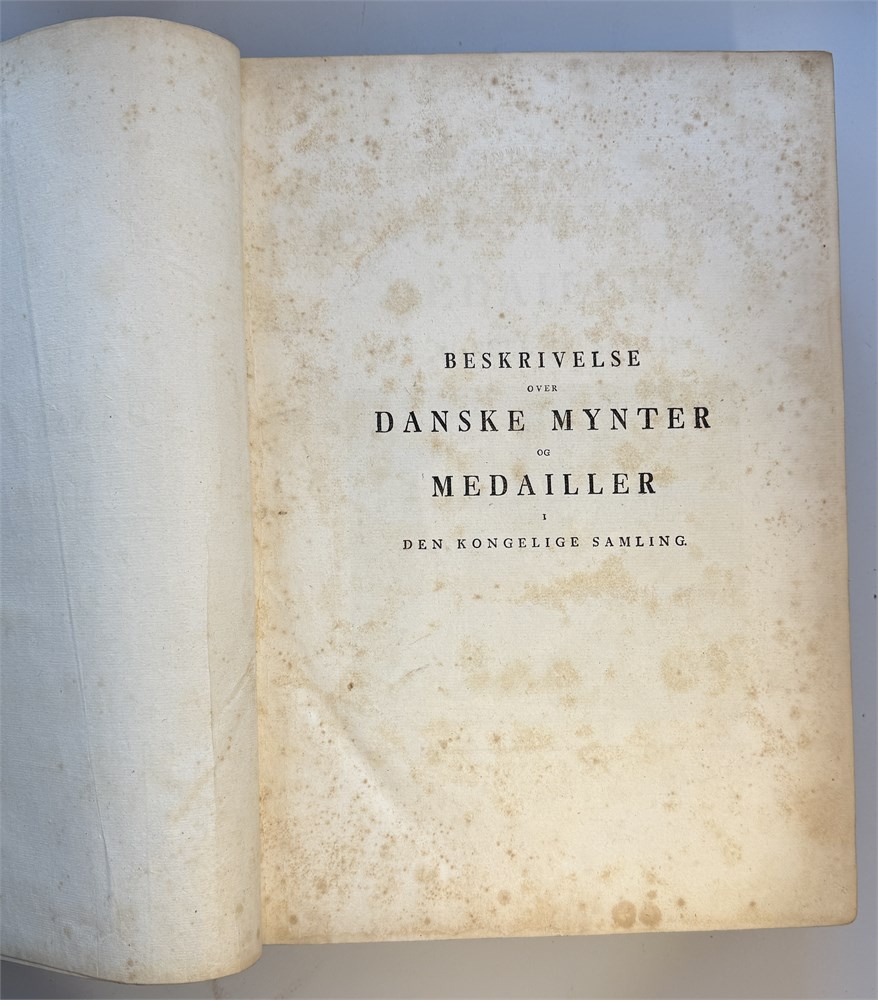 BESKRIVELSE
OVER
DANSKE MYNTER
OG
MEDAILLER
I
DEN KONGELIGE SAMLING.